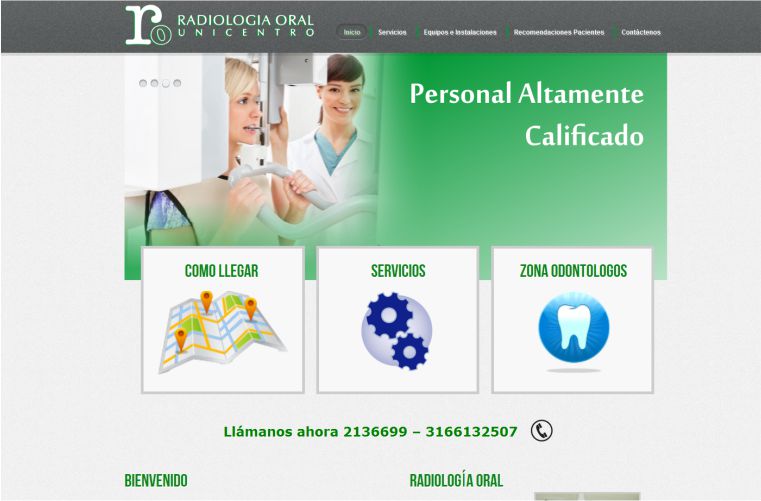 RADIOLOGIA ORAL
UNICENTRO
Inicio
Servicios
Equipos e Instalaciones
Recomendaciones Pacientes
Contáctenos
Personal Altamente
Calificado
COMO LLEGAR
SERVICIOS
ZONA ODONTOLOGOS
Llámanos ahora 2136699 – 3166132507
BIENVENIDO
RADIOLOGÍA ORAL